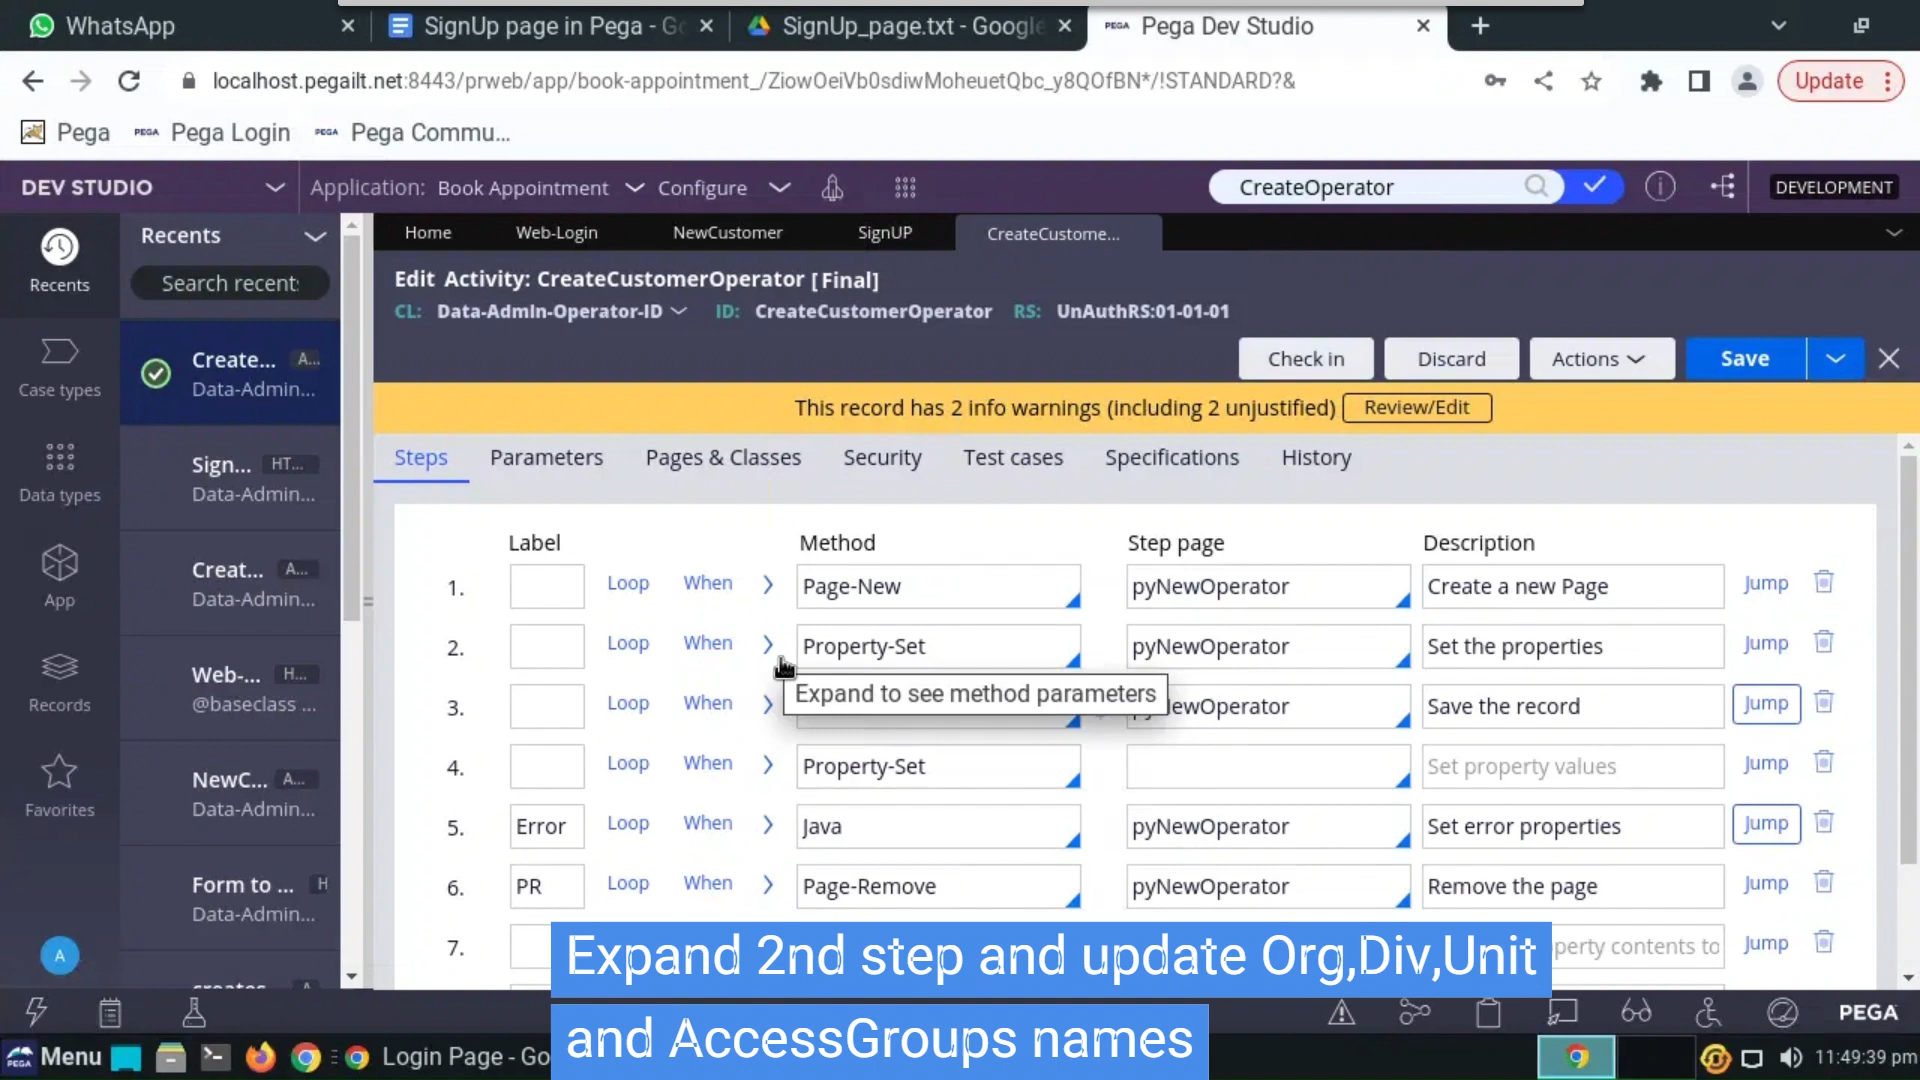 WhatsApp
SignUp page in Pega - Go
SignUp_page.txt - Google
PEGA Pega Dev Studio
localhost.pegailt.net:8443/prweb/app/book-appointment_/ZiowOeiVb0sdiwMoheuetQbc_y8QOfBN*/!STANDARD?&
Update
Pega PEGA Pega Login PEGA Pega Commu...
DEV STUDIO
Application: Book Appointment
Configure
CreateOperator
DEVELOPMENT
Recents
Case types
Data types
App
Records
Favorites
A
Recents
Search recent:
Create... A...
Data-Admin...
Sign... HT...
Data-Admin...
Creat... A...
Data-Admin...
Web-... H...
@baseclass ...
NewC... A...
Data-Admin...
Form to ... H
Data-Admin...
creates A
Home Web-Login NewCustomer SignUP CreateCustome...
Edit Activity: CreateCustomerOperator [Final]
CL: Data-Admin-Operator-ID ID: CreateCustomerOperator RS: UnAuthRS:01-01-01
Check in Discard Actions Save
This record has 2 info warnings (including 2 unjustified) Review/Edit
Steps Parameters Pages & Classes Security Test cases Specifications History
Label Method Step page Description
1. Loop When Page-New pyNewOperator Create a new Page Jump
2. Loop When Property-Set pyNewOperator Set the properties Jump
Expand to see method parameters
3. Loop When ewOperator Save the record Jump
4. Loop When Property-Set Set property values Jump
5. Error Loop When Java pyNewOperator Set error properties Jump
6. PR Loop When Page-Remove pyNewOperator Remove the page Jump
7. perty contents to Jump
Expand 2nd step and update Org,Div,Unit
and AccessGroups names
PEGA
PEGA Menu
Login Page - Go
11:49:39 pm